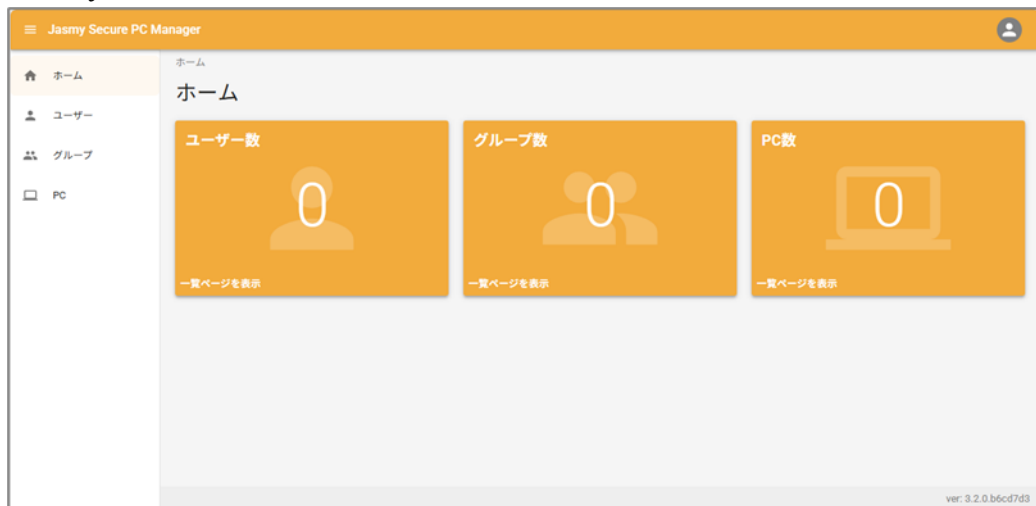 Jasmy Secure PC Manager
ホーム
ユーザー
グループ
PC
ホーム
ホーム
ユーザー数
0
一覧ページを表示
グループ数
0
一覧ページを表示
PC数
0
一覧ページを表示
ver: 3.2.0.b6cd7d3